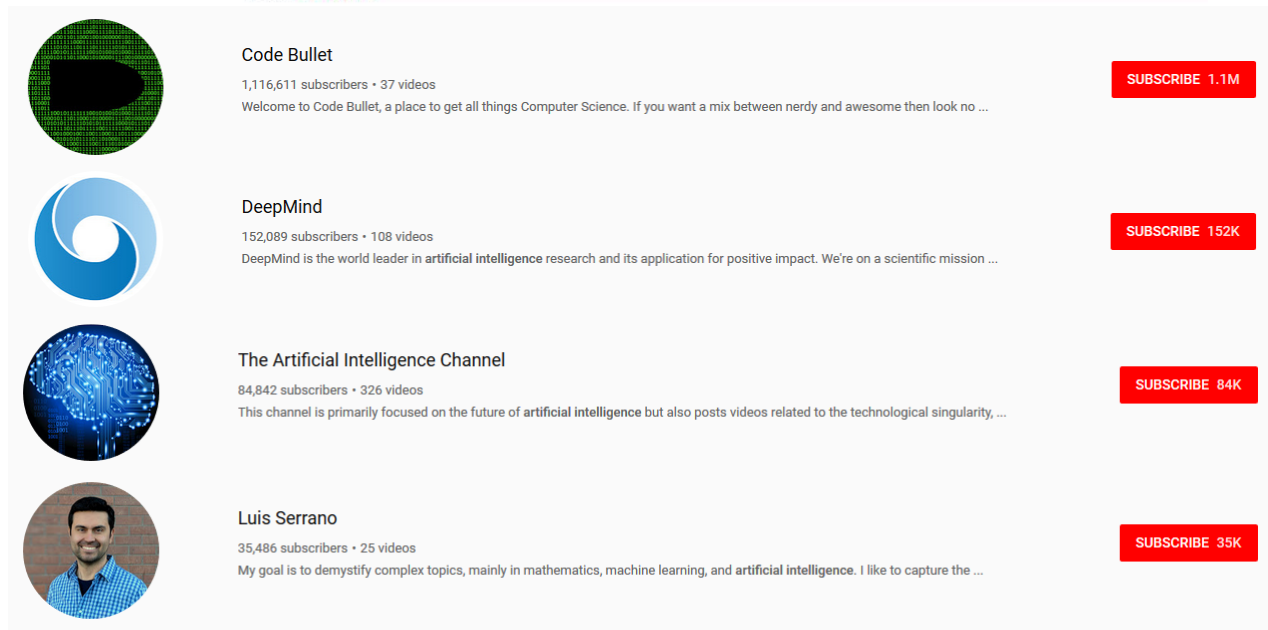 Code Bullet
1,116,611 subscribers • 37 videos
SUBSCRIBE 1.1M
Welcome to Code Bullet, a place to get all things Computer Science. If you want a mix between nerdy and awesome then look no ...
DeepMind
152,089 subscribers • 108 videos
SUBSCRIBE 152K
DeepMind is the world leader in artificial intelligence research and its application for positive impact. We're on a scientific mission ...
The Artificial Intelligence Channel
84,842 subscribers • 326 videos
SUBSCRIBE 84K
This channel is primarily focused on the future of artificial intelligence but also posts videos related to the technological singularity, ...
Luis Serrano
35,486 subscribers • 25 videos
SUBSCRIBE 35K
My goal is to demystify complex topics, mainly in mathematics, machine learning, and artificial intelligence. I like to capture the ...